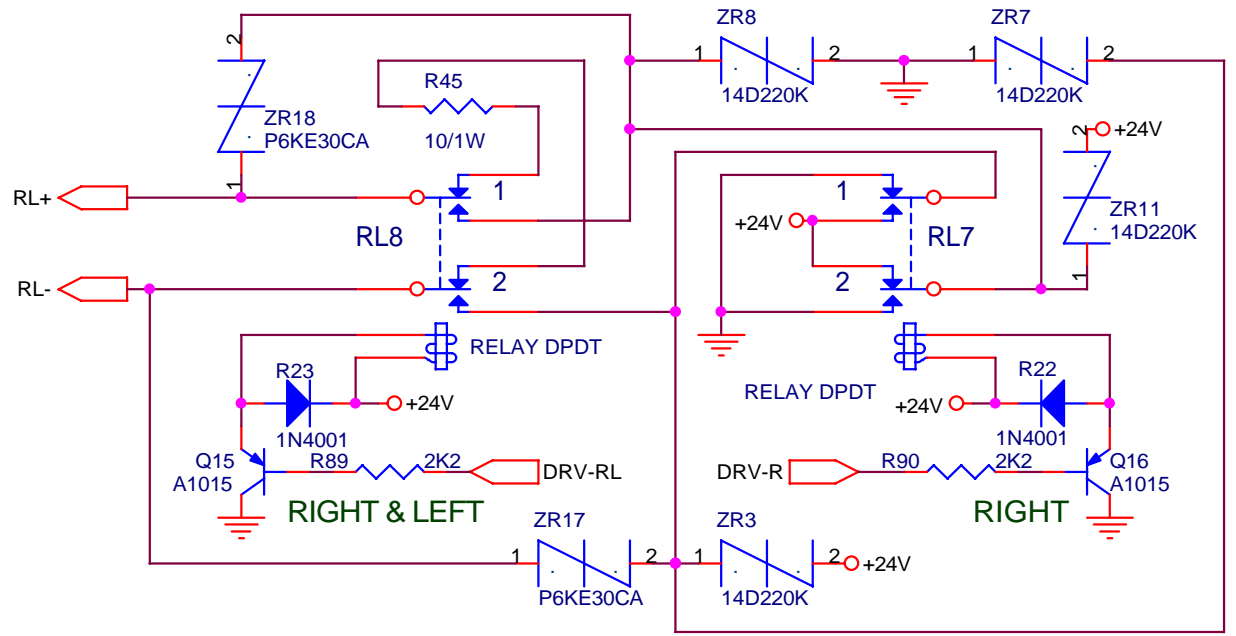 ZR8
ZR7
2
1
2
1
2
14D220K
14D220K
R45
10/1W
ZR18
P6KE30CA
1
2
+24V
RL+
1
1
ZR11
14D220K
+24V
RL8
RL7
RL-
2
2
1
RELAY DPDT
RELAY DPDT
R23
+24V
1N4001
R22
+24V
1N4001
Q15
A1015
R89
2K2
DRV-RL
DRV-R
R90
2K2
Q16
A1015
RIGHT & LEFT
RIGHT
ZR17
ZR3
1
2
1
2
+24V
P6KE30CA
14D220K